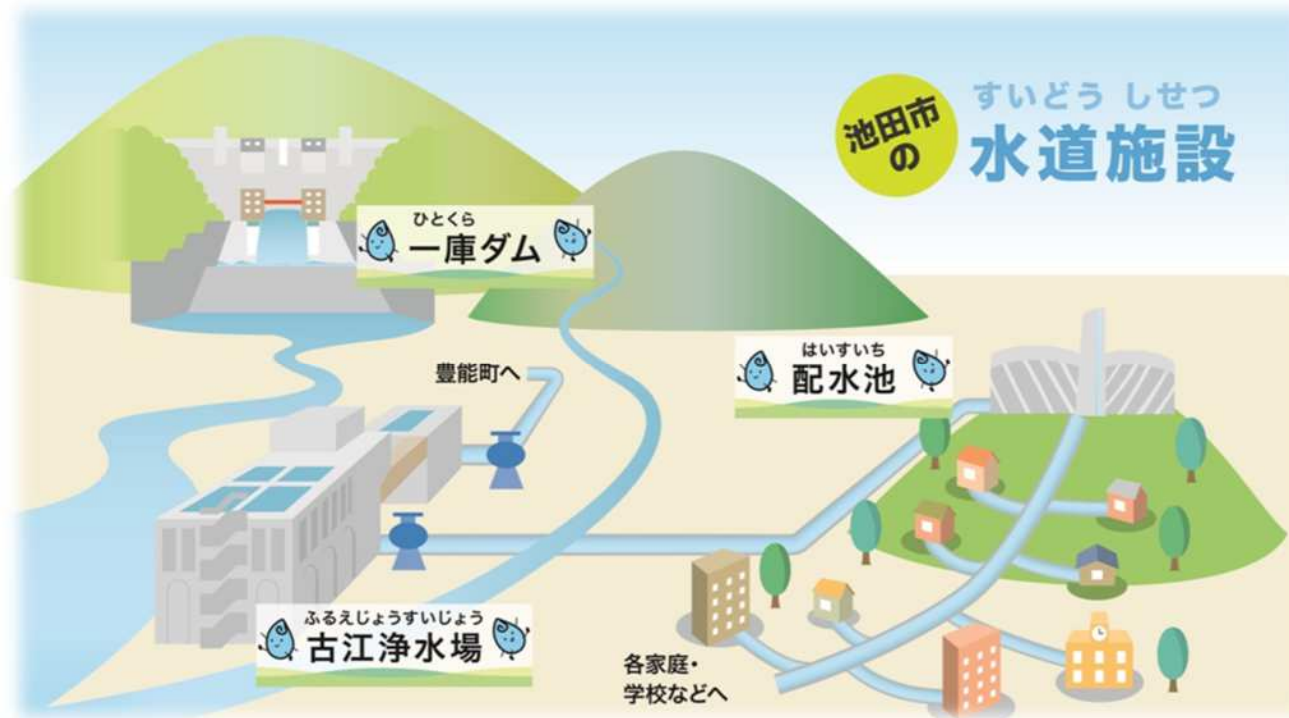 池田市
の
すいどう しせつ
水道施設
ひとくら
一庫ダム
豊能町へ
はいすいち
配水池
ふるえじょうすいじょう
古江浄水場
各家庭・
学校などへ